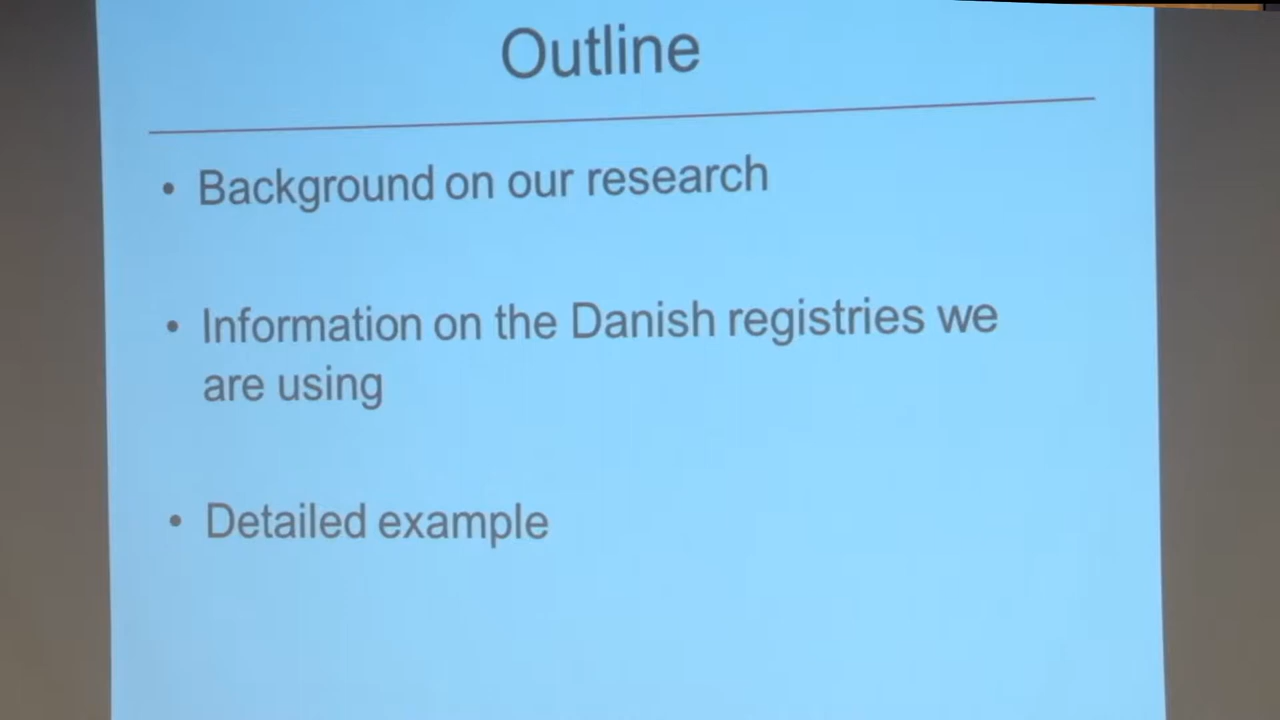 Outline
• Background on our research
• Information on the Danish registries we
are using
• Detailed example